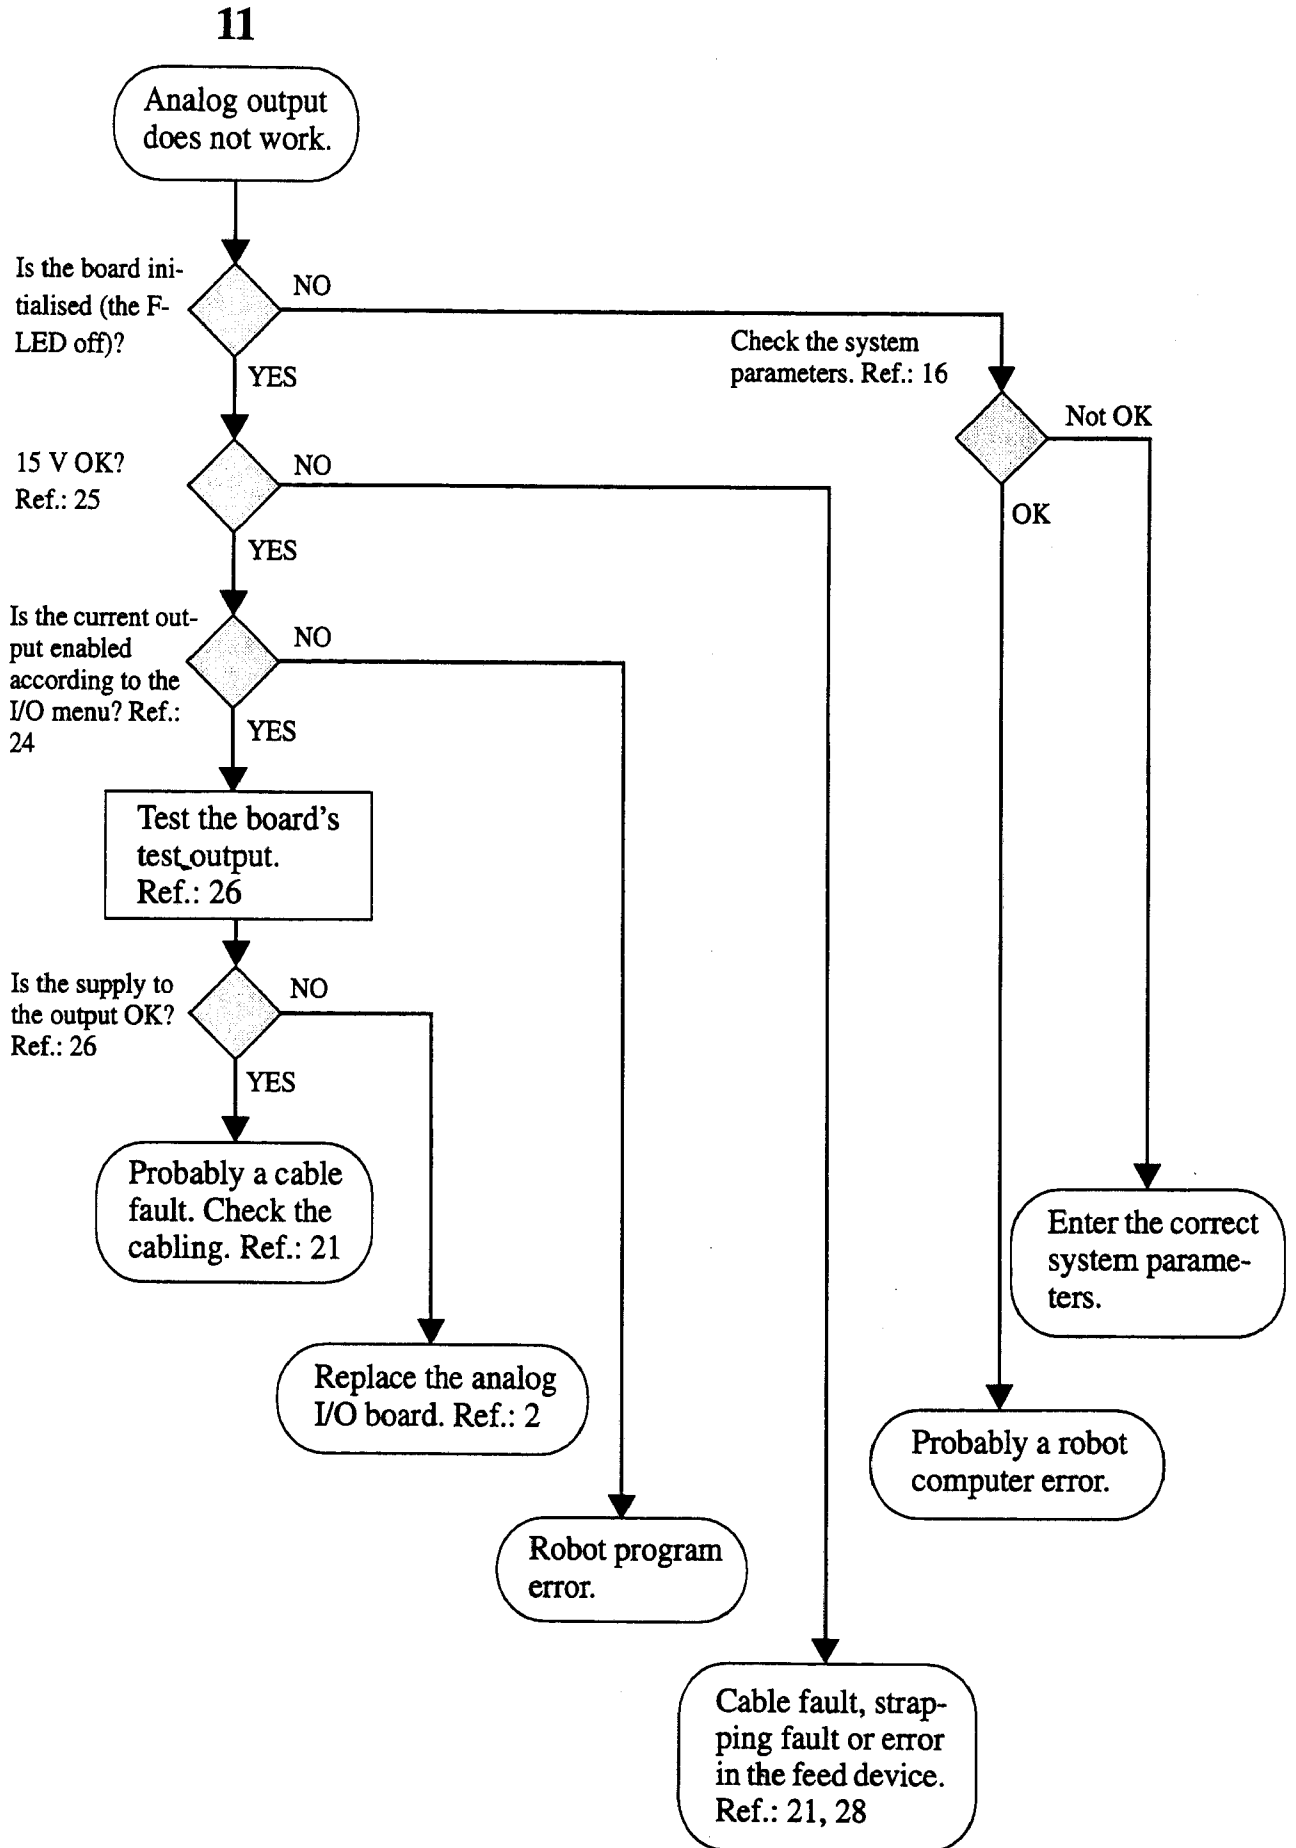 11
Analog output
does not work.
Is the board ini-
tialised (the F-
LED off)?
NO
YES
Check the system
parameters. Ref.: 16
Not OK
OK
15 V OK?
Ref.: 25
NO
YES
Is the current out-
put enabled
according to the
I/O menu? Ref.:
24
NO
YES
Test the board's
test output.
Ref.: 26
Is the supply to
the output OK?
Ref.: 26
NO
YES
Probably a cable
fault. Check the
cabling. Ref.: 21
Enter the correct
system parame-
ters.
Replace the analog
I/O board. Ref.: 2
Probably a robot
computer error.
Robot program
error.
Cable fault, strap-
ping fault or error
in the feed device.
Ref.: 21, 28